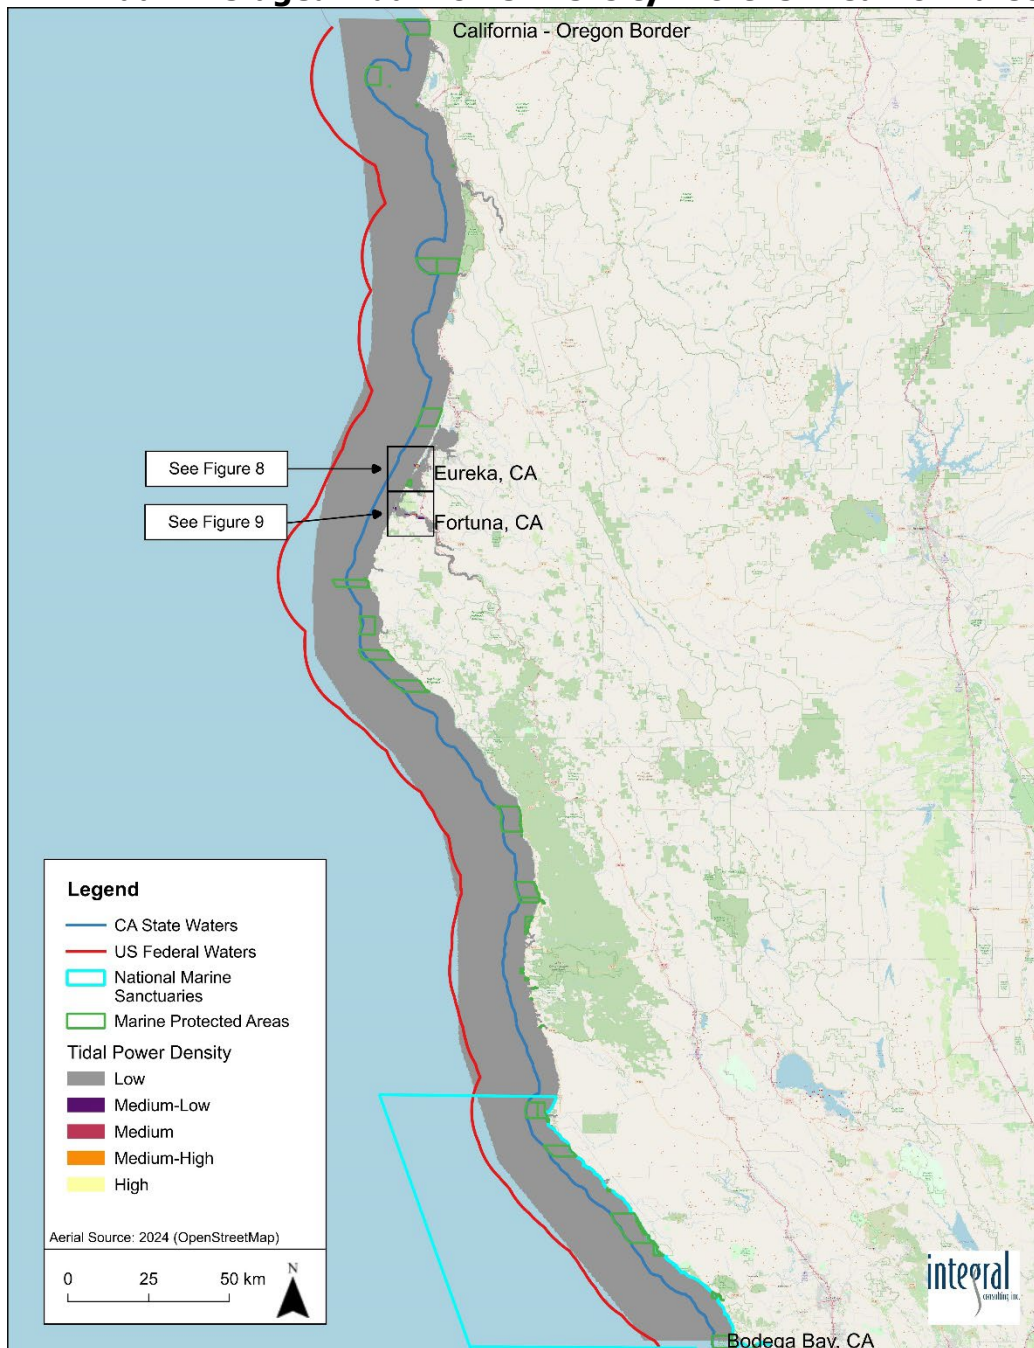 California - Oregon Border
See Figure 8
Eureka, CA
See Figure 9
Fortuna, CA
Legend
CA State Waters
US Federal Waters
National Marine
Sanctuaries
Marine Protected Areas
Tidal Power Density
Low
Medium-Low
Medium
Medium-High
High
Aerial Source: 2024 (OpenStreetMap)
0 25 50 km
N
integral
consulting inc.
Bodega Bay, CA